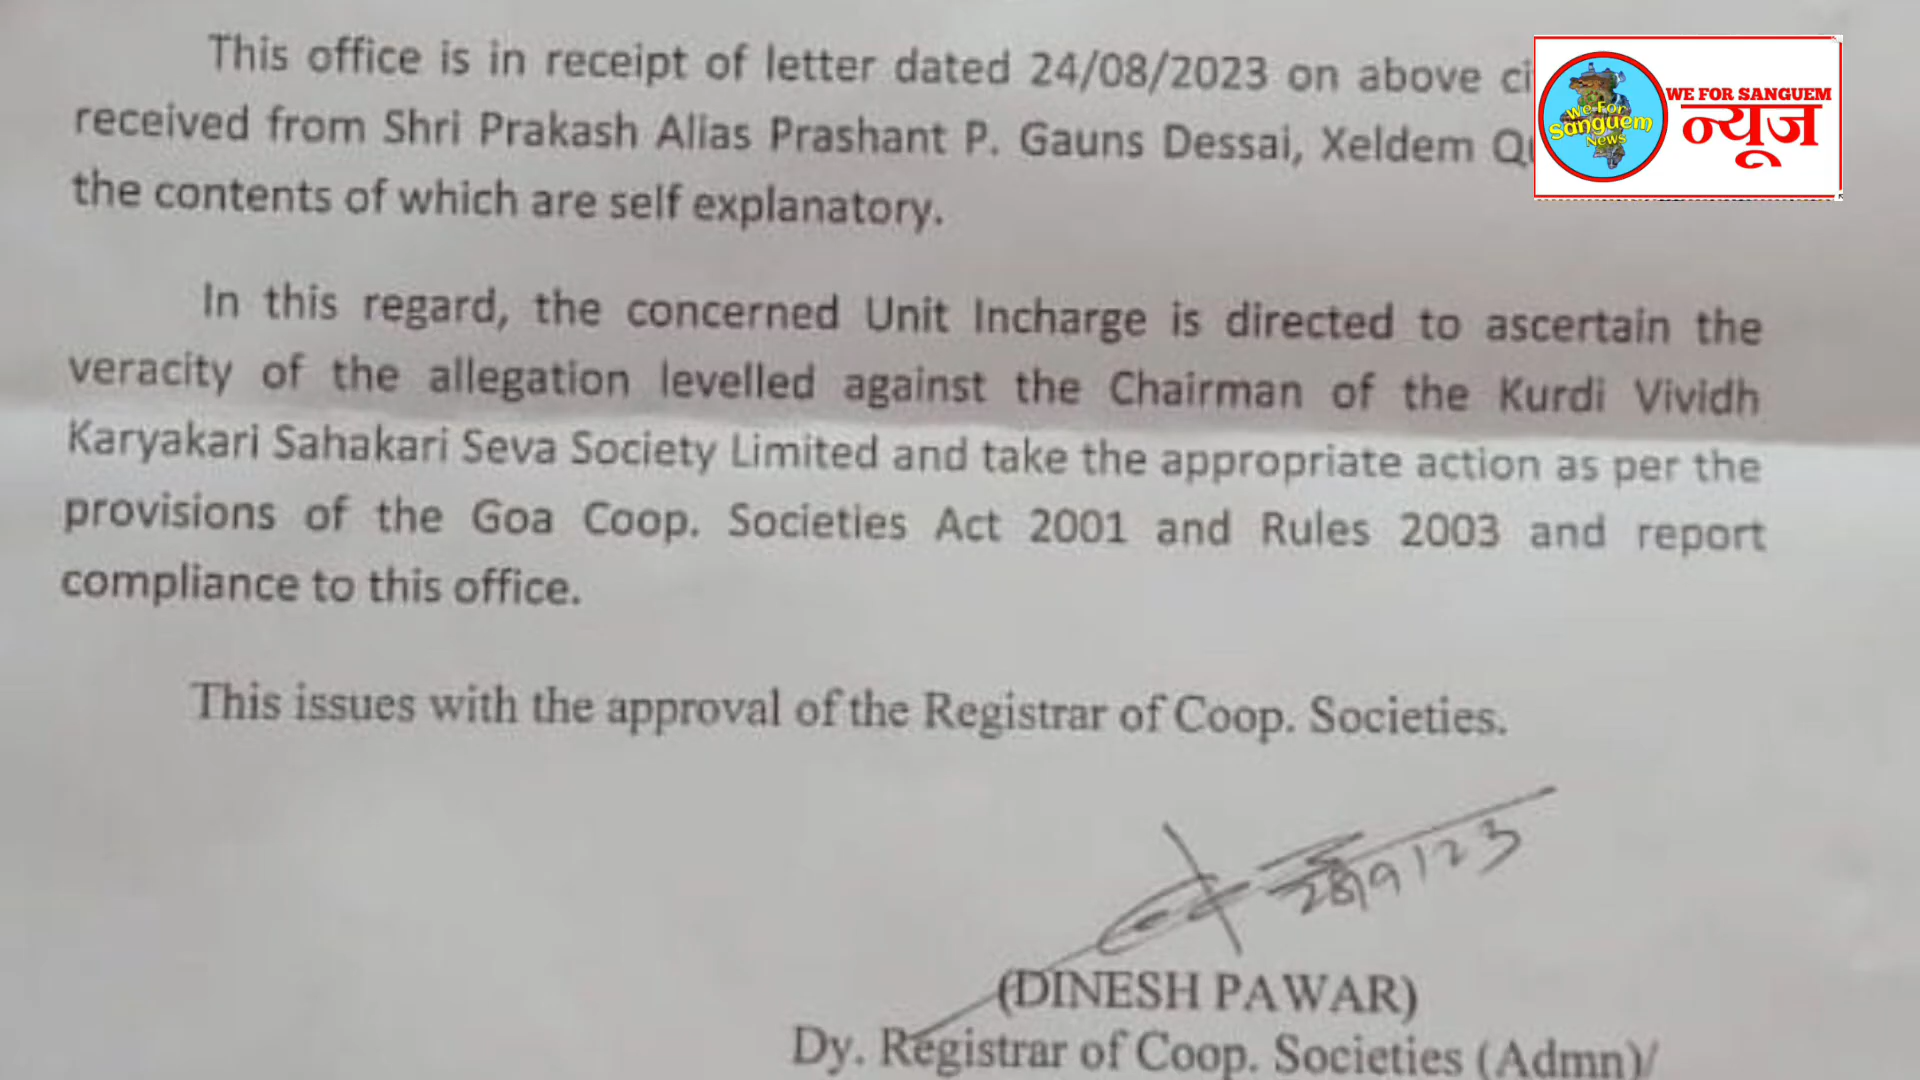 This office is in receipt of letter dated 24/08/2023 on above
received from Shri Prakash Alias Prashant P. Gauns Dessai, Xeldem
the contents of which are self explanatory.
In this regard, the concerned Unit Incharge is directed to ascertain the
veracity of the allegation levelled against the Chairman of the Kurdi Vividh
Karyakari Sahakari Seva Society Limited and take the appropriate action as per the
provisions of the Goa Coop. Societies Act 2001 and Rules 2003 and report
compliance to this office.
This issues with the approval of the Registrar of Coop. Societies.
28/9/23
(DINESH PAWAR)
Dy. Registrar of Coop. Societies (Admn)/
We For
Sanguem
News
WE FOR SANGUEM
न्यूज